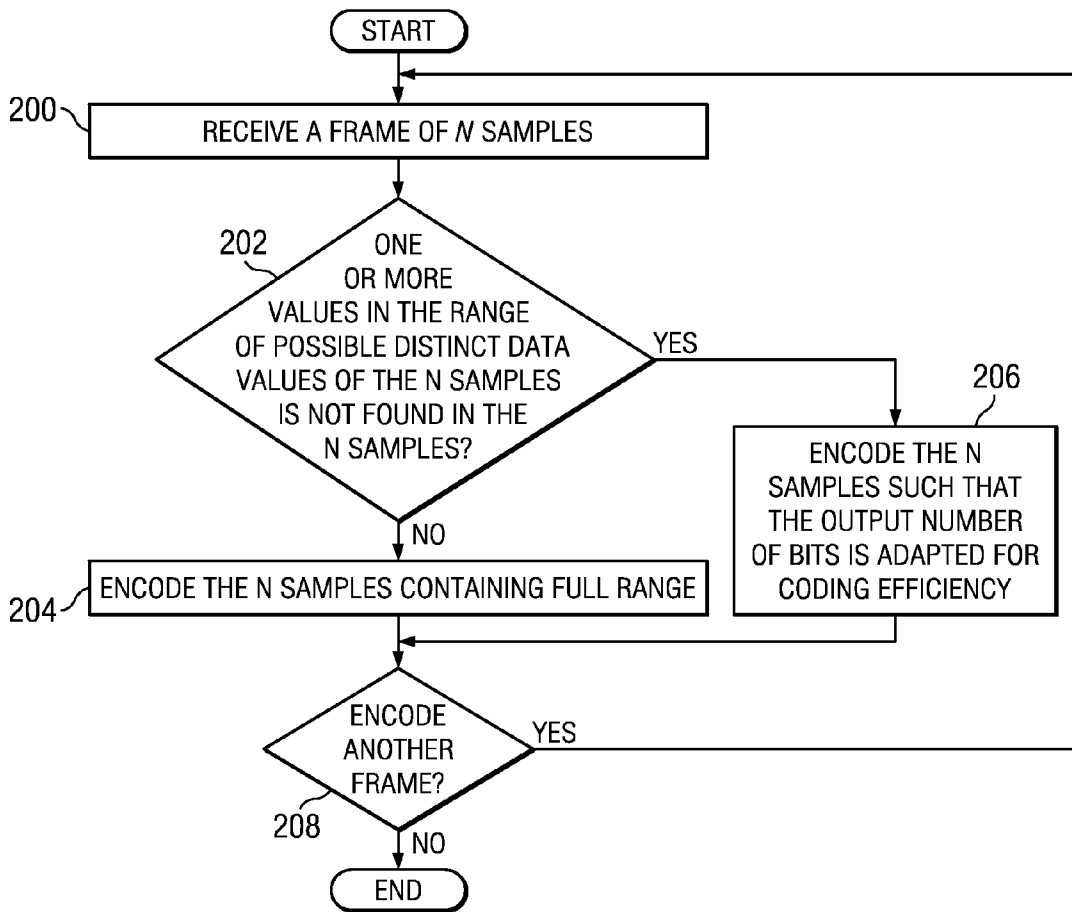 START
200
RECEIVE A FRAME OF N SAMPLES
202
ONE
OR MORE
VALUES IN THE RANGE
OF POSSIBLE DISTINCT DATA
VALUES OF THE N SAMPLES
IS NOT FOUND IN THE
N SAMPLES?
YES
206
ENCODE THE N
SAMPLES SUCH THAT
THE OUTPUT NUMBER
OF BITS IS ADAPTED FOR
CODING EFFICIENCY
NO
204
ENCODE THE N SAMPLES CONTAINING FULL RANGE
ENCODE
ANOTHER
FRAME?
YES
208
NO
END